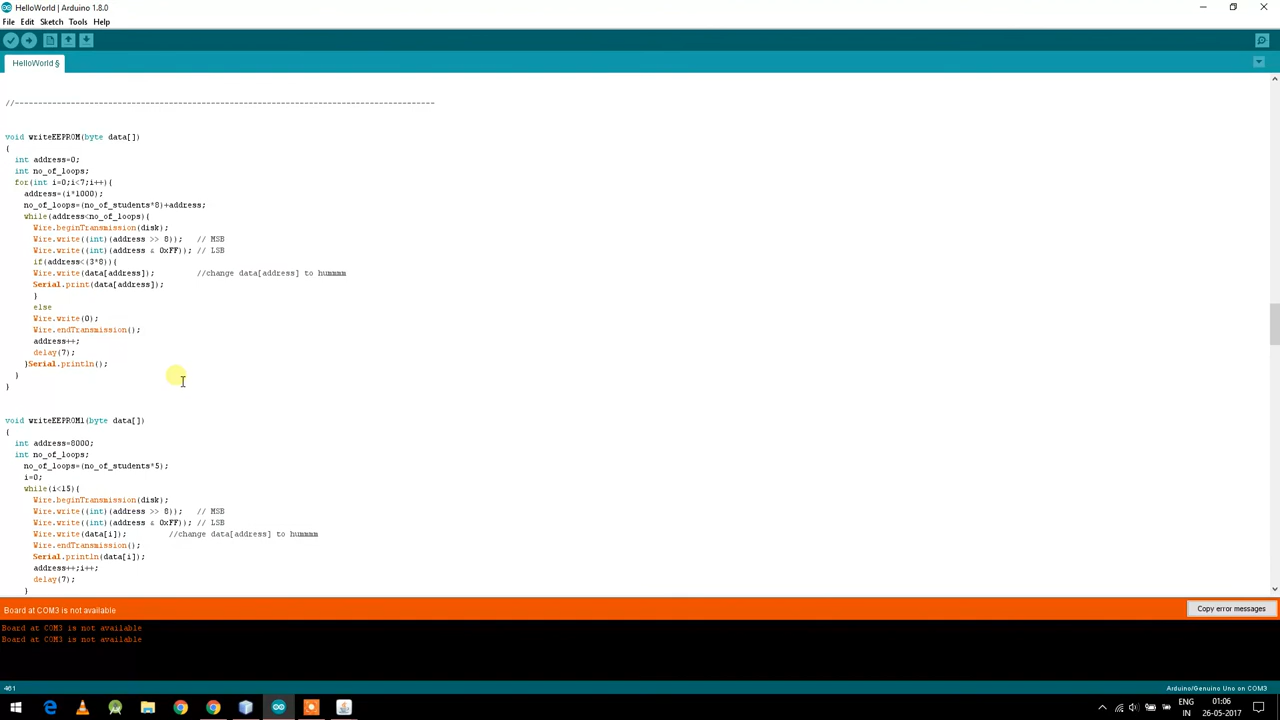 HelloWorld | Arduino 1.8.0
File Edit Sketch Tools Help
HelloWorld §
//-----------------------------------------------------------------------------------------
void writeEEPROM(byte data[])
{
int address=0;
int no_of_loops;
for(int i=0;i<7;i++){
address=(i*1000);
no_of_loops=(no_of_students*8)+address;
while(address<no_of_loops){
Wire.beginTransmission(disk);
Wire.write((int)(address >> 8)); // MSB
Wire.write((int)(address & 0xFF)); // LSB
if(address<(3*8)){
Wire.write(data[address]); //change data[address] to hummmm
Serial.print(data[address]);
}
else
Wire.write(0);
Wire.endTransmission();
address++;
delay(7);
}Serial.println();
}
}
void writeEEPROM1(byte data[])
{
int address=8000;
int no_of_loops;
no_of_loops=(no_of_students*5);
i=0;
while(i<15){
Wire.beginTransmission(disk);
Wire.write((int)(address >> 8)); // MSB
Wire.write((int)(address & 0xFF)); // LSB
Wire.write(data[i]); //change data[address] to hummmm
Wire.endTransmission();
Serial.println(data[i]);
address++;i++;
delay(7);
}
Board at COM3 is not available
Copy error messages
Board at COM3 is not available
Board at COM3 is not available
461
Arduino/Genuino Uno on COM3
ENG 01:06
IN 26-05-2017